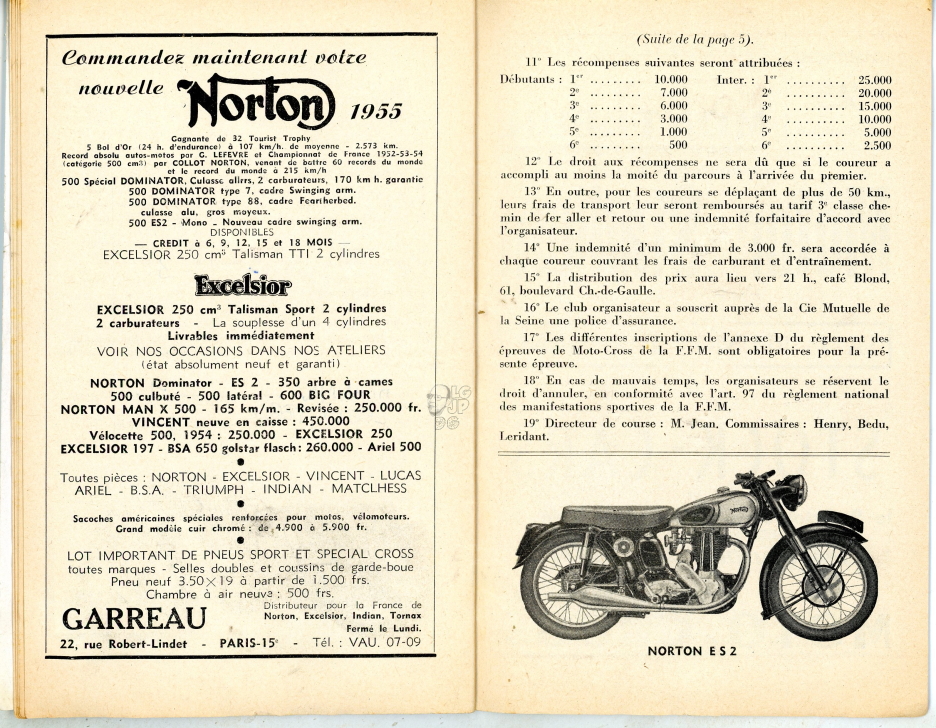 Commandez maintenant votre
nouvelle Norton 1955
Gagnante de 32 Tourist Trophy
5 Bol d'Or (24 h. d'endurance) à 107 km/h. de moyenne - 2.573 km.
Record absolu autos-motos par G. LEFEVRE et Championnat de France 1952-53-54
(catégorie 500 cm3) par COLLOT NORTON, venant de battre 60 records du monde
et le record du monde à 215 km/h
500 Spécial DOMINATOR, Culasse allrs, 2 carburateurs, 170 km h. garantie
500 DOMINATOR type 7, cadre Swinging arm.
500 DOMINATOR type 88, cadre Feartherbed.
culasse alu, gros moyeux.
500 ES2 - Mono - Nouveau cadre swinging arm.
DISPONIBLES
— CREDIT à 6, 9, 12, 15 et 18 MOIS —
EXCELSIOR 250 cm3 Talisman TTI 2 cylindres
Excelsior
EXCELSIOR 250 cm3 Talisman Sport 2 cylindres
2 carburateurs - La souplesse d'un 4 cylindres
Livrables immédiatement
VOIR NOS OCCASIONS DANS NOS ATELIERS
(état absolument neuf et garanti)
NORTON Dominator - ES 2 - 350 arbre à cames
500 culbuté - 500 latéral - 600 BIG FOUR
NORTON MAN X 500 - 165 km/m. - Revisée : 250.000 fr.
VINCENT neuve en caisse : 450.000
Vélocette 500, 1954 : 250.000 - EXCELSIOR 250
EXCELSIOR 197 - BSA 650 golstar flasch : 260.000 - Ariel 500
Toutes pièces : NORTON - EXCELSIOR - VINCENT - LUCAS
ARIEL - B.S.A. - TRIUMPH - INDIAN - MATCLHESS
Sacoches américaines spéciales renforcées pour motos, vélomoteurs.
Grand modèle cuir chromé : de 4.900 à 5.900 fr.
LOT IMPORTANT DE PNEUS SPORT ET SPECIAL CROSS
toutes marques - Selles doubles et coussins de garde-boue
Pneu neuf 3.50×19 à partir de 1.500 frs.
Chambre à air neuve : 500 frs.
GARREAU
Distributeur pour la France de
Norton, Excelsior, Indian, Tornax
Fermé le Lundi.
22, rue Robert-Lindet - PARIS-15e - Tél. : VAU. 07-09
(Suite de la page 5).
11° Les récompenses suivantes seront attribuées :
Débutants : 1er ......... 10.000 Inter. : 1er .......... 25.000
2e ......... 7.000 2e .......... 20.000
3e ......... 6.000 3e .......... 15.000
4e ......... 3.000 4e .......... 10.000
5e ......... 1.000 5e .......... 5.000
6e ......... 500 6e .......... 2.500
12° Le droit aux récompenses ne sera dû que si le coureur a
accompli au moins la moité du parcours à l'arrivée du premier.
13° En outre, pour les coureurs se déplaçant de plus de 50 km.,
leurs frais de transport leur seront remboursés au tarif 3e classe che-
min de fer aller et retour ou une indemnité forfaitaire d'accord avec
l'organisateur.
14° Une indemnité d'un minimum de 3.000 fr. sera accordée à
chaque coureur couvrant les frais de carburant et d'entraînement.
15° La distribution des prix aura lieu vers 21 h., café Blond,
61, boulevard Ch.-de-Gaulle.
16° Le club organisateur a souscrit auprès de la Cie Mutuelle de
la Seine une police d'assurance.
17° Les différentes inscriptions de l'annexe D du règlement des
épreuves de Moto-Cross de la F.F.M. sont obligatoires pour la pré-
sente épreuve.
18° En cas de mauvais temps, les organisateurs se réservent le
droit d'annuler, en conformité avec l'art. 97 du règlement national
des manifestations sportives de la F.F.M.
19° Directeur de course : M. Jean. Commissaires : Henry, Bedu,
Leridant.
Norton
NORTON ES2